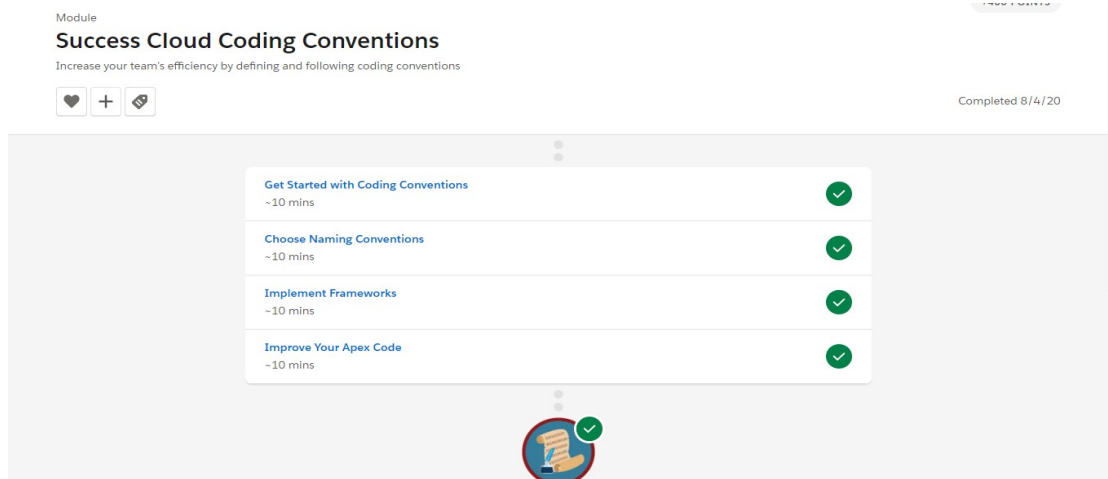 Module
Success Cloud Coding Conventions
Increase your team's efficiency by defining and following coding conventions
Completed 8/4/20
Get Started with Coding Conventions
~10 mins
Choose Naming Conventions
~10 mins
Implement Frameworks
~10 mins
Improve Your Apex Code
~10 mins